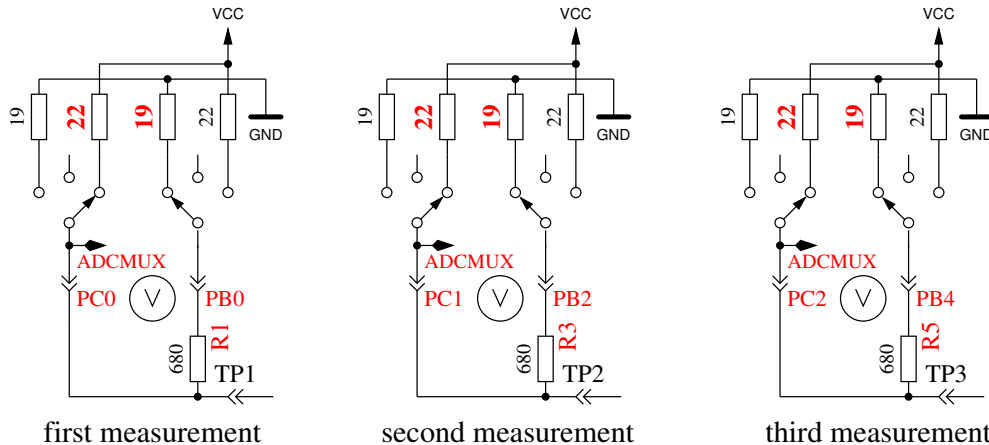 VCC
19
22
19
22
GND
ADCMUX
PC0
V
PB0
R1
680
TP1
first measurement
VCC
19
22
19
22
GND
ADCMUX
PC1
V
PB2
R3
680
TP2
second measurement
VCC
19
22
19
22
GND
ADCMUX
PC2
V
PB4
R5
680
TP3
third measurement